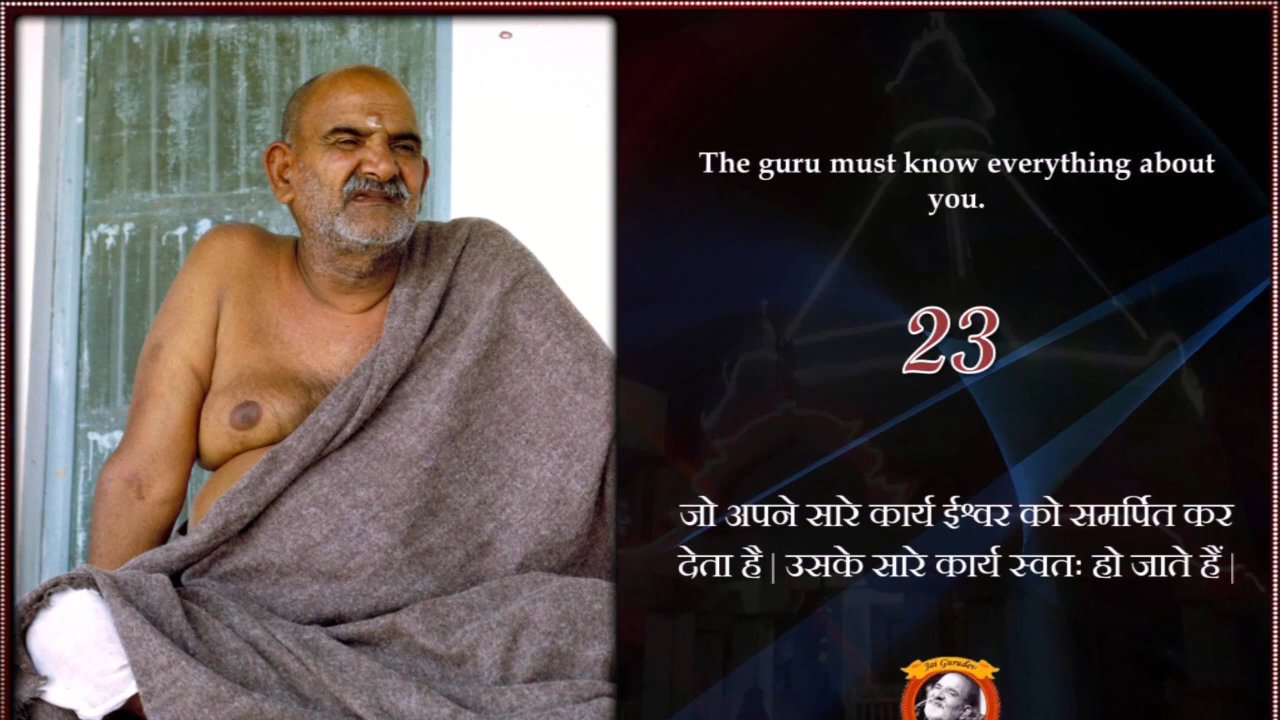 The guru must know everything about
you.
23
जो अपने सारे कार्य ईश्वर को समर्पित कर
देता है | उसके सारे कार्य स्वतः हो जाते हैं |
Jai Gurudev